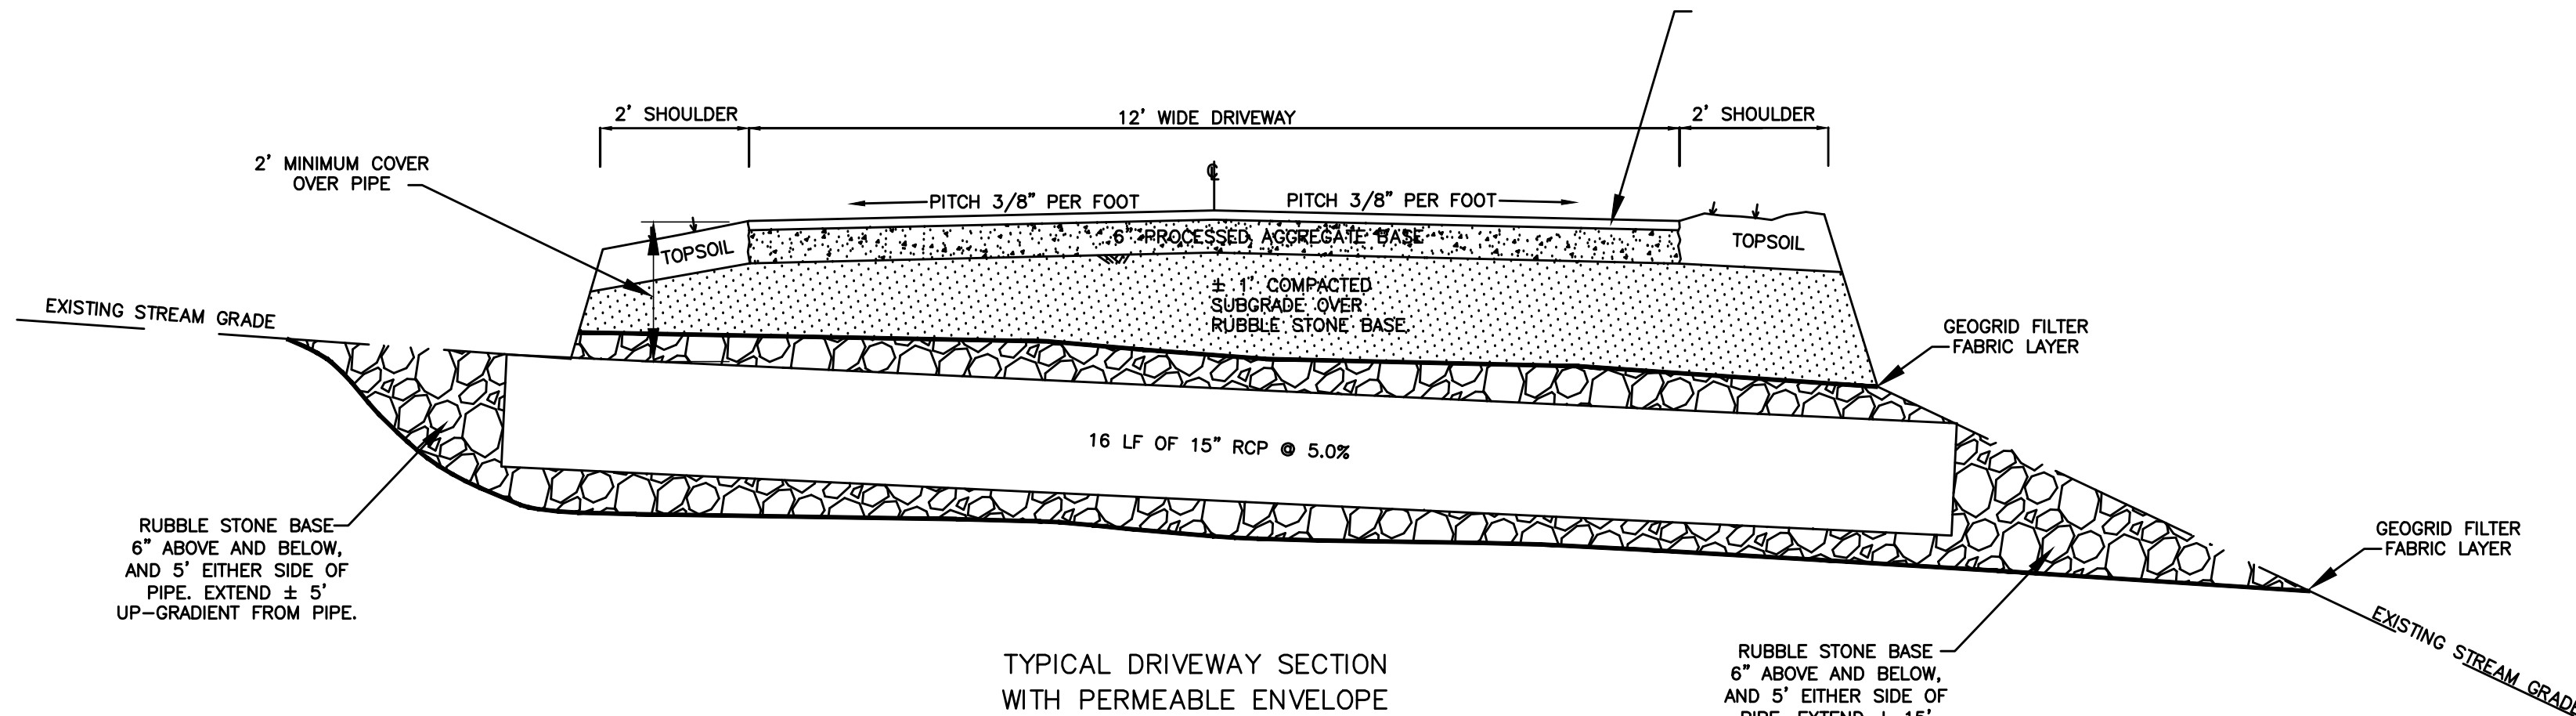 2' SHOULDER
12' WIDE DRIVEWAY
2' SHOULDER
2' MINIMUM COVER
OVER PIPE
℄
PITCH 3/8" PER FOOT
PITCH 3/8" PER FOOT
TOPSOIL
6" PROCESSED AGGREGATE BASE
TOPSOIL
± 1' COMPACTED
SUBGRADE OVER
RUBBLE STONE BASE.
EXISTING STREAM GRADE
GEOGRID FILTER
FABRIC LAYER
16 LF OF 15" RCP @ 5.0%
RUBBLE STONE BASE
6" ABOVE AND BELOW,
AND 5' EITHER SIDE OF
PIPE. EXTEND ± 5'
UP-GRADIENT FROM PIPE.
GEOGRID FILTER
FABRIC LAYER
EXISTING STREAM GRADE
TYPICAL DRIVEWAY SECTION
WITH PERMEABLE ENVELOPE
RUBBLE STONE BASE
6" ABOVE AND BELOW,
AND 5' EITHER SIDE OF
PIPE. EXTEND ± 15'